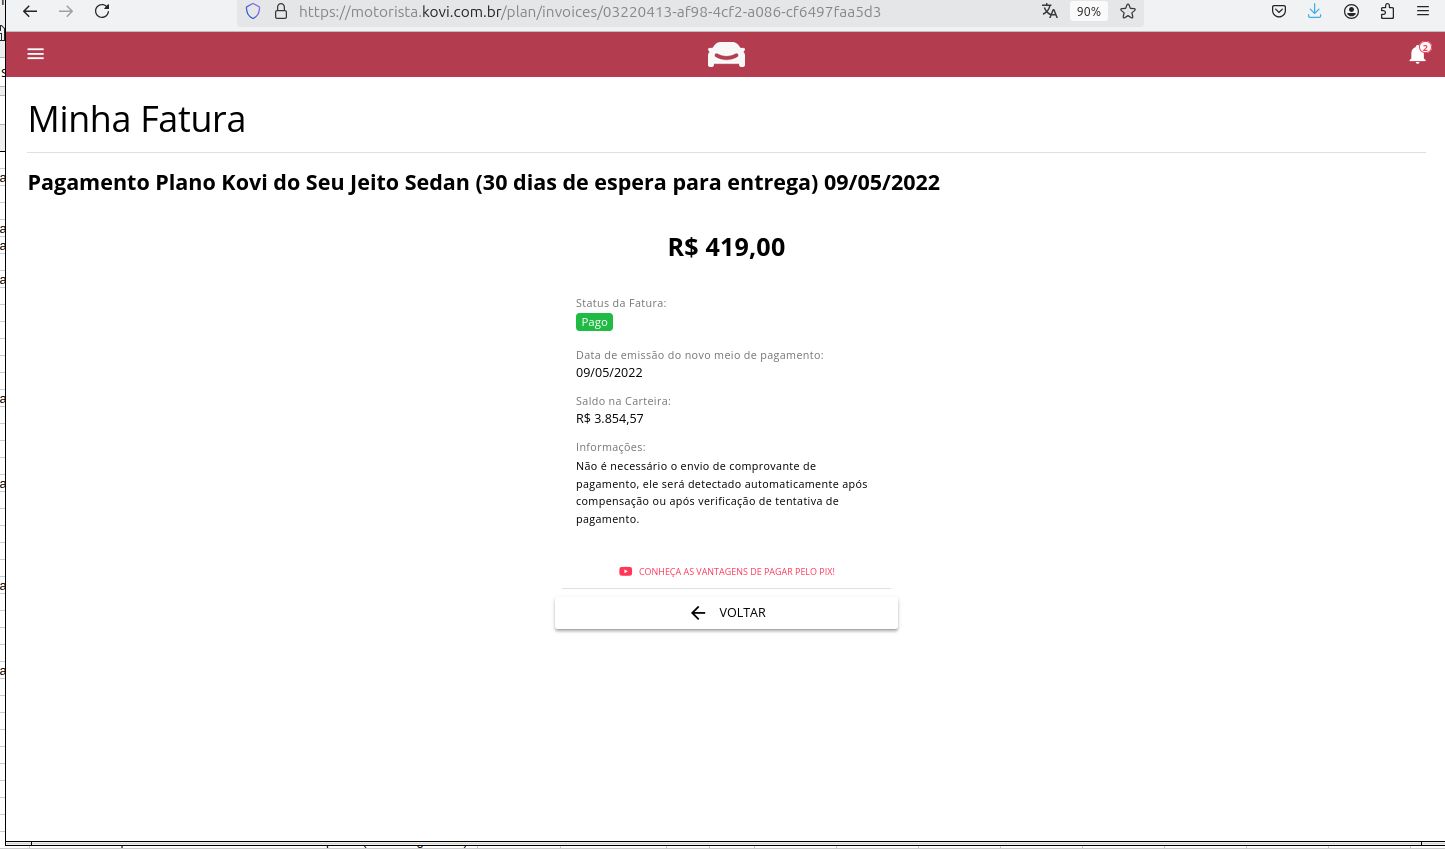 https://motorista.kovi.com.br/plan/invoices/03220413-af98-4cf2-a086-cf6497faa5d3
90%
2
Minha Fatura
Pagamento Plano Kovi do Seu Jeito Sedan (30 dias de espera para entrega) 09/05/2022
R$ 419,00
Status da Fatura:
Pago
Data de emissão do novo meio de pagamento:
09/05/2022
Saldo na Carteira:
R$ 3.854,57
Informações:
Não é necessário o envio de comprovante de
pagamento, ele será detectado automaticamente após
compensação ou após verificação de tentativa de
pagamento.
CONHEÇA AS VANTAGENS DE PAGAR PELO PIX!
VOLTAR